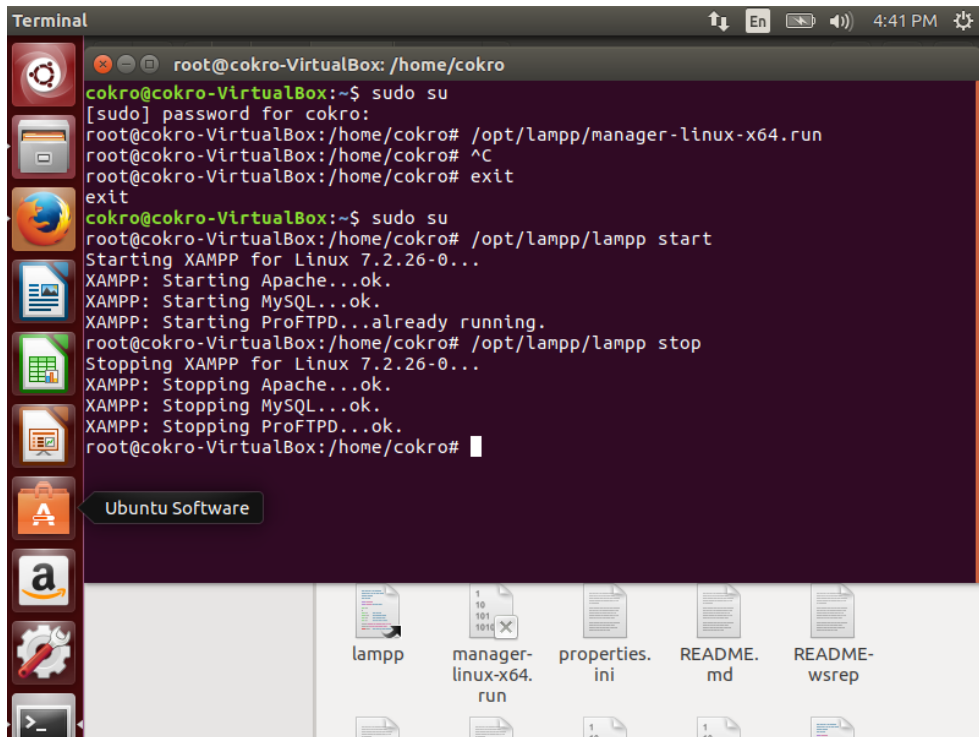 Terminal
En
4:41 PM
root@cokro-VirtualBox: /home/cokro
cokro@cokro-VirtualBox:~$ sudo su
[sudo] password for cokro:
root@cokro-VirtualBox:/home/cokro# /opt/lampp/manager-linux-x64.run
root@cokro-VirtualBox:/home/cokro# ^C
root@cokro-VirtualBox:/home/cokro# exit
exit
cokro@cokro-VirtualBox:~$ sudo su
root@cokro-VirtualBox:/home/cokro# /opt/lampp/lampp start
Starting XAMPP for Linux 7.2.26-0...
XAMPP: Starting Apache...ok.
XAMPP: Starting MySQL...ok.
XAMPP: Starting ProFTPD...already running.
root@cokro-VirtualBox:/home/cokro# /opt/lampp/lampp stop
Stopping XAMPP for Linux 7.2.26-0...
XAMPP: Stopping Apache...ok.
XAMPP: Stopping MySQL...ok.
XAMPP: Stopping ProFTPD...ok.
root@cokro-VirtualBox:/home/cokro#
Ubuntu Software
a
>_
1
10
101
1010
lampp
manager-
linux-x64.
run
properties.
ini
README.
md
README-
wsrep